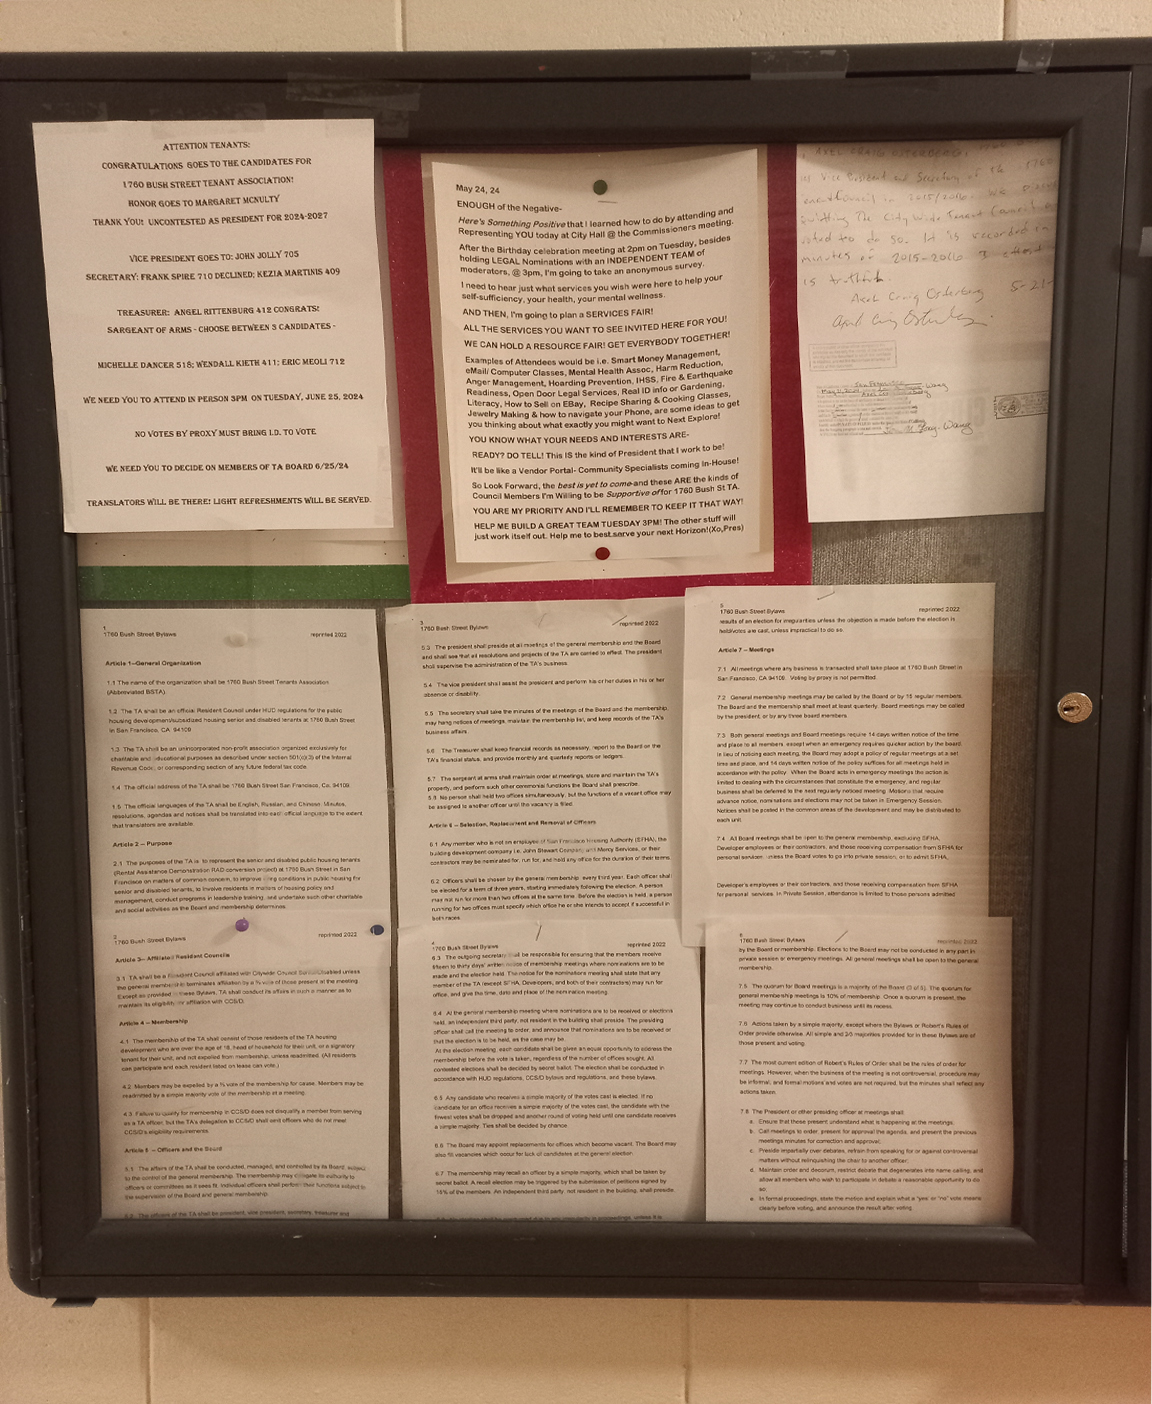 ATTENTION TENANTS:
CONGRATULATIONS GOES TO THE CANDIDATES FOR
1760 BUSH STREET TENANT ASSOCIATION!
HONOR GOES TO MARGARET MCNULTY
THANK YOU! UNCONTESTED AS PRESIDENT FOR 2024-2027
VICE PRESIDENT GOES TO: JOHN JOLLY 705
SECRETARY: FRANK SPIRE 710 DECLINED: KEZIA MARTINIS 409
TREASURER: ANGEL RITTENBURG 412 CONGRATS!
SARGEANT OF ARMS - CHOOSE BETWEEN 3 CANDIDATES -
MICHELLE DANCER 518; WENDALL KIETH 411; ERIC MEOLI 712
WE NEED YOU TO ATTEND IN PERSON 3PM ON TUESDAY, JUNE 25, 2024
NO VOTES BY PROXY MUST BRING I.D. TO VOTE
WE NEED YOU TO DECIDE ON MEMBERS OF TA BOARD 6/25/24
TRANSLATORS WILL BE THERE! LIGHT REFRESHMENTS WILL BE SERVED.
May 24, 24
ENOUGH of the Negative-
Here's Something Positive that I learned how to do by attending and
Representing YOU today at City Hall @ the Commissioners meeting.
After the Birthday celebration meeting at 2pm on Tuesday, besides
holding LEGAL Nominations with an INDEPENDENT TEAM of
moderators, @ 3pm, I'm going to take an anonymous survey.
I need to hear just what services you wish were here to help your
self-sufficiency, your health, your mental wellness.
AND THEN, I'm going to plan a SERVICES FAIR!
ALL THE SERVICES YOU WANT TO SEE INVITED HERE FOR YOU!
WE CAN HOLD A RESOURCE FAIR! GET EVERYBODY TOGETHER!
Examples of Attendees would be i.e. Smart Money Management,
eMail/ Computer Classes, Mental Health Assoc, Harm Reduction,
Anger Management, Hoarding Prevention, IHSS, Fire & Earthquake
Readiness, Open Door Legal Services, Real ID info or Gardening,
Literacy, How to Sell on EBay, Recipe Sharing & Cooking Classes,
Jewelry Making & how to navigate your Phone, are some ideas to get
you thinking about what exactly you might want to Next Explore!
YOU KNOW WHAT YOUR NEEDS AND INTERESTS ARE-
READY? DO TELL! This IS the kind of President that I work to be!
It'll be like a Vendor Portal- Community Specialists coming In-House!
So Look Forward, the best is yet to come and these ARE the kinds of
Council Members I'm Willing to be Supportive of for 1760 Bush St TA.
YOU ARE MY PRIORITY AND I'LL REMEMBER TO KEEP IT THAT WAY!
HELP ME BUILD A GREAT TEAM TUESDAY 3PM! The other stuff will
just work itself out. Help me to best serve your next Horizon!(Xo,Pres)
I AXEL CRAIG OSTERBERG,
Vice President and Secretary of the 1760
in 2015/2016. We
quitting The City Wide Tenant Council
voted to do so. It is recorded in
minutes of 2015-2016. I attest
is truthful.
Axel Craig Osterberg 5-21-
1
1760 Bush Street Bylaws reprinted 2022
Article 1--General Organization
1.1 The name of the organization shall be 1760 Bush Street Tenants Association
(Abbreviated BSTA).
1.2 The TA shall be an official Resident Council under HUD regulations for the public
housing development/subsidized housing senior and disabled tenants at 1760 Bush Street
in San Francisco, CA. 94109
1.3 The TA shall be an unincorporated non-profit association organized exclusively for
charitable and educational purposes as described under section 501(c)(3) of the Internal
Revenue Code, or corresponding section of any future federal tax code.
1.4 The official address of the TA shall be 1760 Bush Street San Francisco, Ca. 94109
1.5 The official languages of the TA shall be English, Russian, and Chinese. Minutes,
resolutions, agendas and notices shall be translated into each official language to the extent
that translators are available.
Article 2 -- Purpose
2.1 The purposes of the TA is to represent the senior and disabled public housing tenants
(Rental Assistance Demonstration RAD conversion project) at 1760 Bush Street in San
Francisco on matters of common concern, to improve living conditions in public housing for
senior and disabled tenants, to involve residents in matters of housing policy and
management, conduct programs in leadership training, and undertake such other charitable
and social activities as the Board and membership determines.
2
1760 Bush Street Bylaws reprinted 2022
Article 3- Affiliate/ Resident Councils
3.1 TA shall be a Resident Council affiliated with Citywide Council Senior/Disabled unless
the general membership terminates affiliation by a ⅔ vote of those present at the meeting.
Except as provided in these Bylaws, TA shall conduct its affairs in such a manner as to
maintain its eligibility for affiliation with CCS/D.
Article 4 -- Membership
4.1 The membership of the TA shall consist of those residents of the TA housing
development who are over the age of 18, head of household for their unit, or a signatory
tenant for their unit, and not expelled from membership, unless readmitted. (All residents
can participate and each resident listed on lease can vote.)
4.2 Members may be expelled by a ⅔ vote of the membership for cause. Members may be
readmitted by a simple majority vote of the membership at a meeting.
4.3 Failure to qualify for membership in CCS/D does not disqualify a member from serving
as a TA officer, but the TA's delegation to CCS/D shall omit officers who do not meet
CCS/D's eligibility requirements.
Article 5 -- Officers and the Board
5.1 The affairs of the TA shall be conducted, managed, and controlled by its Board, subject
to the control of the general membership. The membership may delegate its authority to
officers or committees as it sees fit. Individual officers shall perform their functions subject to
the supervision of the Board and general membership.
3
1760 Bush Street Bylaws reprinted 2022
5.3 The president shall preside at all meetings of the general membership and the Board
and shall see that all resolutions and projects of the TA are carried to effect. The president
shall supervise the administration of the TA's business.
5.4 The vice president shall assist the president and perform his or her duties in his or her
absence or disability.
5.5 The secretary shall take the minutes of the meetings of the Board and the membership,
may hang notices of meetings, maintain the membership list, and keep records of the TA's
business affairs.
5.6 The Treasurer shall keep financial records as necessary, report to the Board on the
TA's financial status, and provide monthly and quarterly reports or ledgers.
5.7 The sergeant at arms shall maintain order at meetings, store and maintain the TA's
property, and perform such other ceremonial functions the Board shall prescribe.
5.8 No person shall hold two offices simultaneously, but the functions of a vacant office may
be assigned to another officer until the vacancy is filled.
Article 6 -- Selection, Replacement and Removal of Officers
6.1 Any member who is not an employee of San Francisco Housing Authority (SFHA), the
building development company i.e. John Stewart Company, and Mercy Services, or their
contractors may be nominated for, run for, and hold any office for the duration of their terms.
6.2 Officers shall be chosen by the general membership every third year. Each officer shall
be elected for a term of three years, starting immediately following the election. A person
may not run for more than two offices at the same time. Before the election is held, a person
running for two offices must specify which office he or she intends to accept if successful in
both races.
4
1760 Bush Street Bylaws reprinted 2022
6.3 The outgoing secretary shall be responsible for ensuring that the members receive
fifteen to thirty days' written notice of membership meetings where nominations are to be
made and the election held. The notice for the nominations meeting shall state that any
member of the TA (except SFHA, Developers, and both of their contractors) may run for
office, and give the time, date and place of the nomination meeting.
6.4 At the general membership meeting where nominations are to be received or elections
held, an independent third party, not resident in the building shall preside. The presiding
officer shall call the meeting to order, and announce that nominations are to be received or
that the election is to be held, as the case may be.
At the election meeting, each candidate shall be given an equal opportunity to address the
membership before the vote is taken, regardless of the number of offices sought. All
contested elections shall be decided by secret ballot. The election shall be conducted in
accordance with HUD regulations, CCS/D bylaws and regulations, and these bylaws.
6.5 Any candidate who receives a simple majority of the votes cast is elected. If no
candidate for an office receives a simple majority of the votes cast, the candidate with the
fewest votes shall be dropped and another round of voting held until one candidate receives
a simple majority. Ties shall be decided by chance.
6.6 The Board may appoint replacements for offices which become vacant. The Board may
also fill vacancies which occur for lack of candidates at the general election.
6.7 The membership may recall an officer by a simple majority, which shall be taken by
secret ballot. A recall election may be triggered by the submission of petitions signed by
15% of the members. An independent third party, not resident in the building, shall preside.
5
1760 Bush Street Bylaws reprinted 2022
results of an election for irregularities unless the objection is made before the election is
held/votes are cast, unless impractical to do so.
Article 7 -- Meetings
7.1 All meetings where any business is transacted shall take place at 1760 Bush Street in
San Francisco, CA 94109. Voting by proxy is not permitted.
7.2 General membership meetings may be called by the Board or by 15 regular members.
The Board and the membership shall meet at least quarterly. Board meetings may be called
by the president, or by any three board members.
7.3 Both general meetings and Board meetings require 14 days written notice of the time
and place to all members, except when an emergency requires quicker action by the board
In lieu of noticing each meeting, the Board may adopt a policy of regular meetings at a set
time and place, and 14 days written notice of the policy suffices for all meetings held in
accordance with the policy. When the Board acts in emergency meetings the action is
limited to dealing with the circumstances that constitute the emergency, and regular
business shall be deferred to the next regularly noticed meeting. Motions that require
advance notice, nominations and elections may not be taken in Emergency Session.
Notices shall be posted in the common areas of the development and may be distributed to
each unit.
7.4 All Board meetings shall be open to the general membership, excluding SFHA,
Developer employees or their contractors, and those receiving compensation from SFHA for
personal services unless the Board votes to go into private session, or to admit SFHA,
Developer's employees or their contractors, and those receiving compensation from SFHA
for personal services. In Private Session, attendance is limited to those persons admitted
6
1760 Bush Street Bylaws reprinted 2022
by the Board or membership. Elections to the Board may not be conducted in any part in
private session or emergency meetings. All general meetings shall be open to the general
membership.
7.5 The quorum for Board meetings is a majority of the Board (3 of 5). The quorum for
general membership meetings is 10% of membership. Once a quorum is present, the
meeting may continue to conduct business until its recess.
7.6 Actions taken by a simple majority, except where the Bylaws or Robert's Rules of
Order provide otherwise. All simple and 2/3 majorities provided for in these Bylaws are of
those present and voting.
7.7 The most current edition of Robert's Rules of Order shall be the rules of order for
meetings. However, when the business of the meeting is not controversial, procedure may
be informal; and formal motions and votes are not required, but the minutes shall reflect any
actions taken.
7.8 The President or other presiding officer at meetings shall:
a. Ensure that those present understand what is happening at the meetings.
b. Call meetings to order, present for approval the agenda, and present the previous
meetings minutes for correction and approval;
c. Preside impartially over debates, refrain from speaking for or against controversial
matters without relinquishing the chair to another officer;
d. Maintain order and decorum, restrict debate that degenerates into name calling, and
allow all members who wish to participate in debate a reasonable opportunity to do
so.
e. In formal proceedings, state the motion and explain what a "yes" or "no" vote means
clearly before voting, and announce the result after voting.